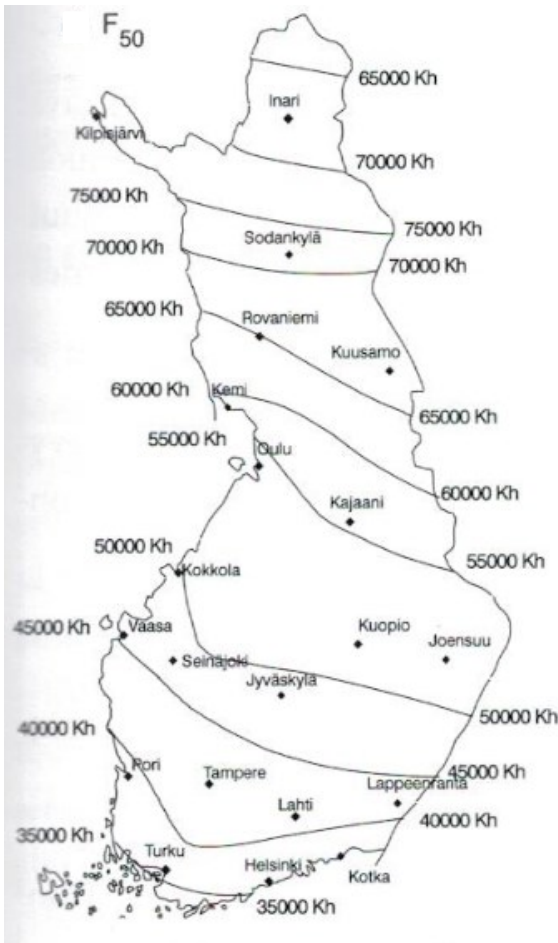 F50
65000 Kh
Inari
Kilpisjärvi
70000 Kh
75000 Kh
75000 Kh
Sodankylä
70000 Kh
70000 Kh
65000 Kh
Rovaniemi
Kuusamo
60000 Kh
Kemi
65000 Kh
55000 Kh
Oulu
60000 Kh
Kajaani
50000 Kh
55000 Kh
Kokkola
45000 Kh
Vaasa
Kuopio
Joensuu
Seinäjoki
Jyväskylä
50000 Kh
40000 Kh
Pori
Tampere
45000 Kh
Lappeenranta
Lahti
40000 Kh
35000 Kh
Turku
Helsinki
Kotka
35000 Kh